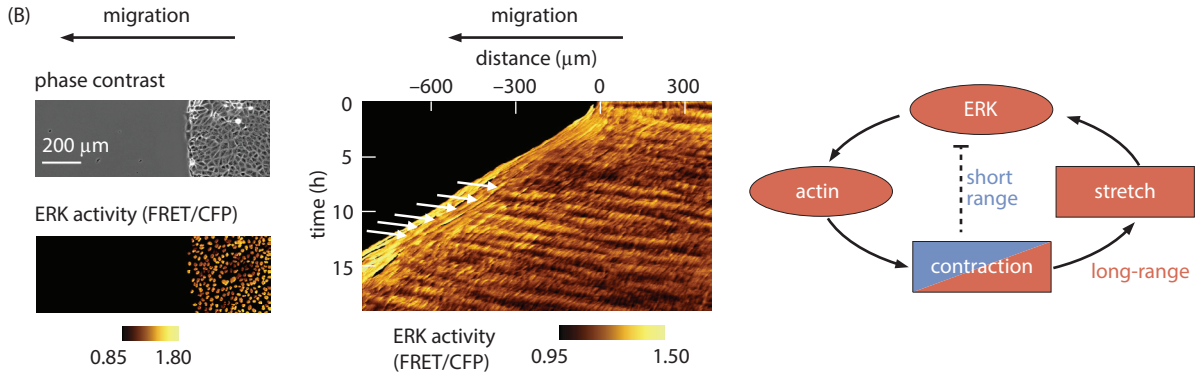 (B)
migration
phase contrast
200 μm
ERK activity (FRET/CFP)
0.85 1.80
migration
distance (μm)
–600 –300 0 300
0
5
10
15
time (h)
ERK activity
(FRET/CFP)
0.95 1.50
ERK
actin
short
range
stretch
contraction
long-range